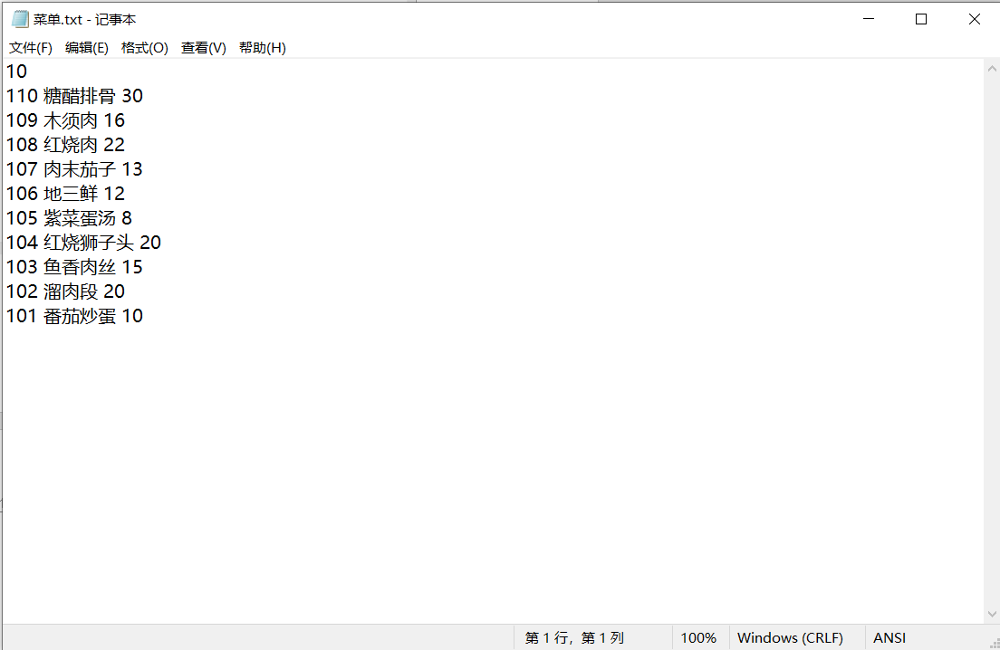 菜单.txt - 记事本
文件(F) 编辑(E) 格式(O) 查看(V) 帮助(H)
10
110 糖醋排骨 30
109 木须肉 16
108 红烧肉 22
107 肉末茄子 13
106 地三鲜 12
105 紫菜蛋汤 8
104 红烧狮子头 20
103 鱼香肉丝 15
102 溜肉段 20
101 番茄炒蛋 10
第 1 行，第 1 列 100% Windows (CRLF) ANSI